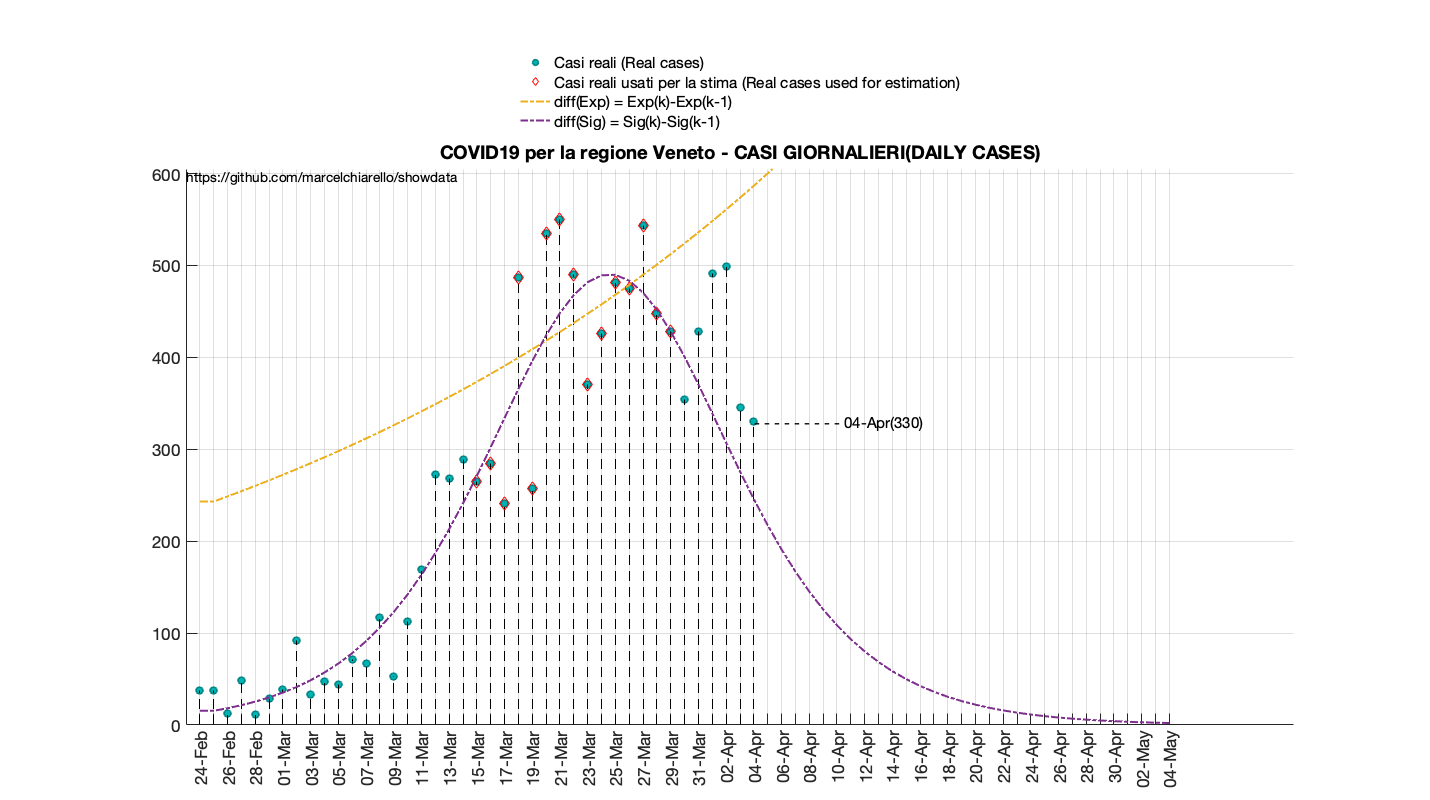 Casi reali (Real cases)
Casi reali usati per la stima (Real cases used for estimation)
diff(Exp) = Exp(k)-Exp(k-1)
diff(Sig) = Sig(k)-Sig(k-1)
COVID19 per la regione Veneto - CASI GIORNALIERI(DAILY CASES)
https://github.com/marcelchiarello/showdata
600
500
400
300
200
100
0
04-Apr(330)
24-Feb
26-Feb
28-Feb
01-Mar
03-Mar
05-Mar
07-Mar
09-Mar
11-Mar
13-Mar
15-Mar
17-Mar
19-Mar
21-Mar
23-Mar
25-Mar
27-Mar
29-Mar
31-Mar
02-Apr
04-Apr
06-Apr
08-Apr
10-Apr
12-Apr
14-Apr
16-Apr
18-Apr
20-Apr
22-Apr
24-Apr
26-Apr
28-Apr
30-Apr
02-May
04-May